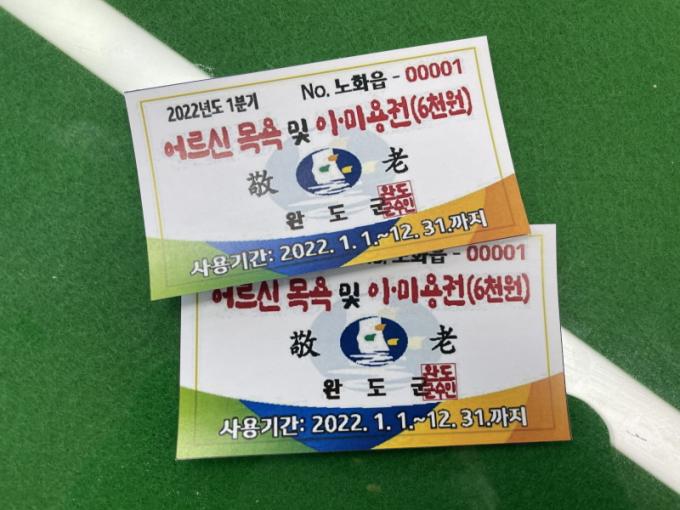 No. 노화읍 - 00001
2022년도 1분기
어르신 목욕 및 이·미용권(6천원)
敬 老
완 도 군
완도
군수인
사용기간: 2022. 1. 1.~12. 31.까지
노화읍 - 00001
어르신 목욕 및 이·미용권(6천원)
敬 老
완 도 군
완도
군수인
사용기간: 2022. 1. 1.~12. 31.까지